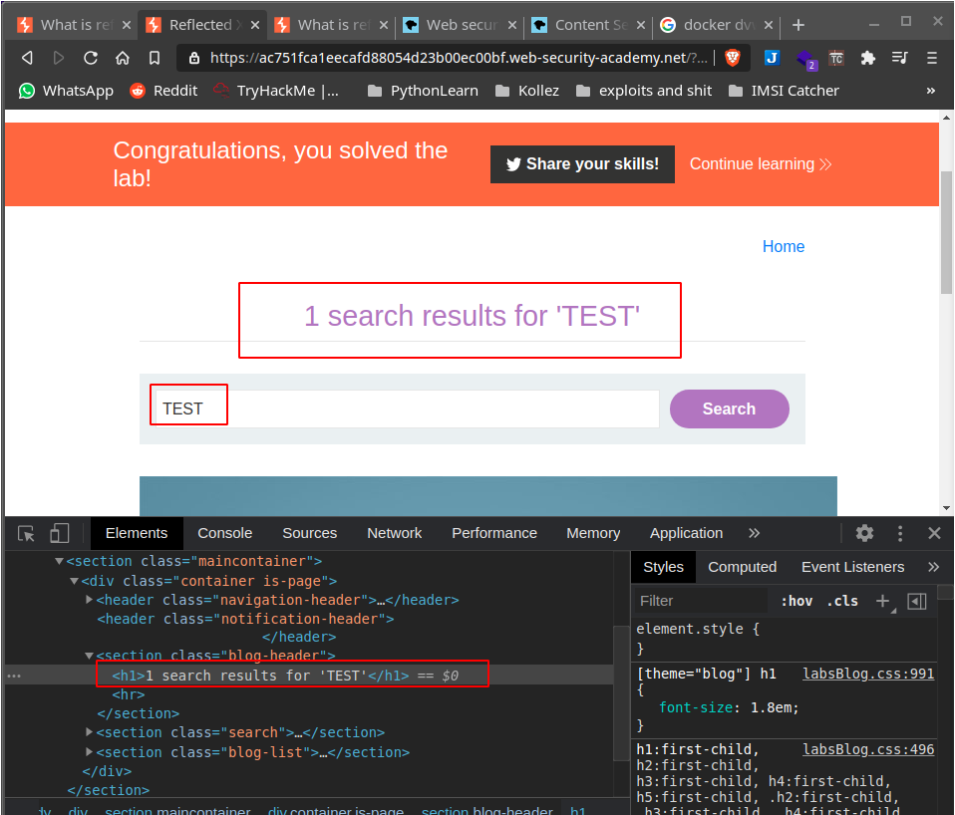 What is re
Reflected X
What is re
Web secur
Content Se
docker dv
https://ac751fca1eecafd88054d23b00ec00bf.web-security-academy.net/?...
2
WhatsApp
Reddit
TryHackMe |...
PythonLearn
Kollez
exploits and shit
IMSI Catcher
»
Congratulations, you solved the
lab!
Share your skills!
Continue learning
Home
1 search results for 'TEST'
TEST
Search
Elements Console Sources Network Performance Memory Application »
<section class="maincontainer">
<div class="container is-page">
<header class="navigation-header">…</header>
<header class="notification-header">
</header>
<section class="blog-header">
<h1>1 search results for 'TEST'</h1> == $0
<hr>
</section>
<section class="search">…</section>
<section class="blog-list">…</section>
</div>
</section>
dv div section.maincontainer div.container.is-page section.blog-header h1
Styles Computed Event Listeners »
Filter :hov .cls +
element.style {
}
[theme="blog"] h1 labsBlog.css:991
{
font-size: 1.8em;
}
h1:first-child, labsBlog.css:496
h2:first-child,
h3:first-child, h4:first-child,
h5:first-child, .h2:first-child,
.h3:first-child, .h4:first-child,